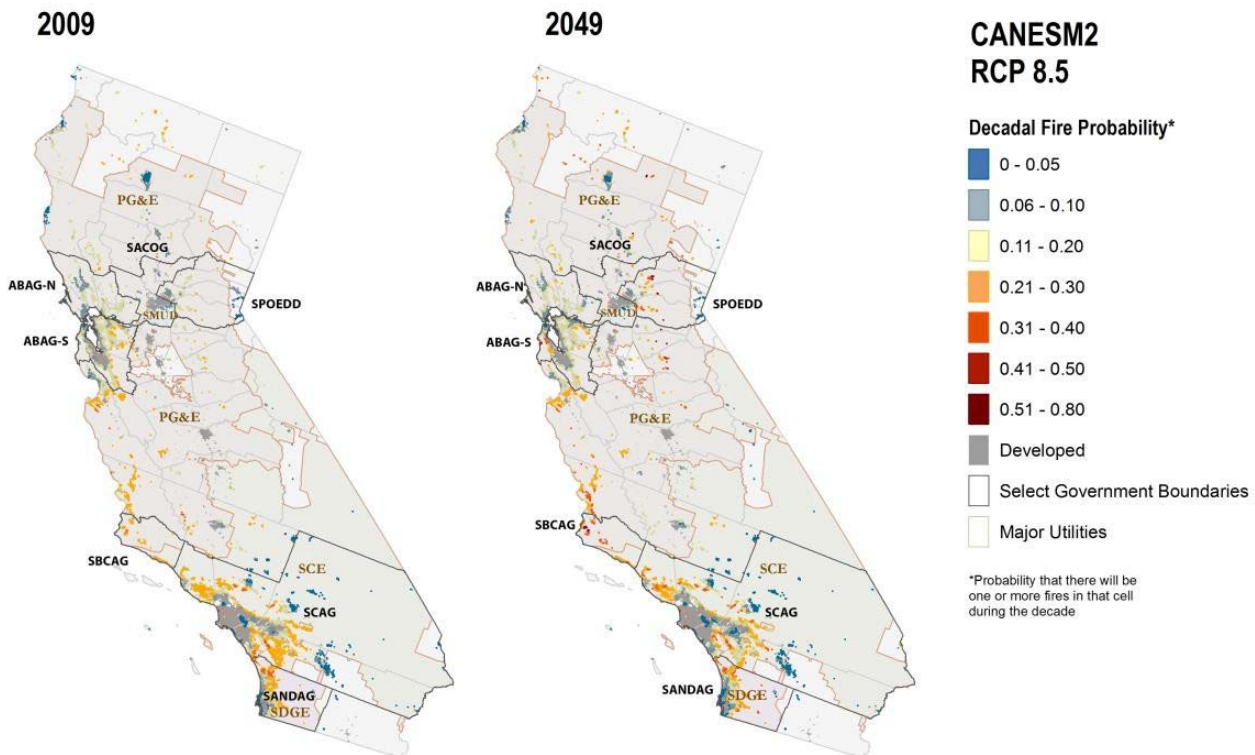 2009
PG&E
SACOG
ABAG-N
SPOEDD
SMUD
ABAG-S
PG&E
SBCAG
SCE
SCAG
SANDAG
SDGE
2049
PG&E
SACOG
ABAG-N
SPOEDD
SMUD
ABAG-S
PG&E
SBCAG
SCE
SCAG
SANDAG
SDGE
CANESM2
RCP 8.5
Decadal Fire Probability*
0 - 0.05
0.06 - 0.10
0.11 - 0.20
0.21 - 0.30
0.31 - 0.40
0.41 - 0.50
0.51 - 0.80
Developed
Select Government Boundaries
Major Utilities
*Probability that there will be
one or more fires in that cell
during the decade